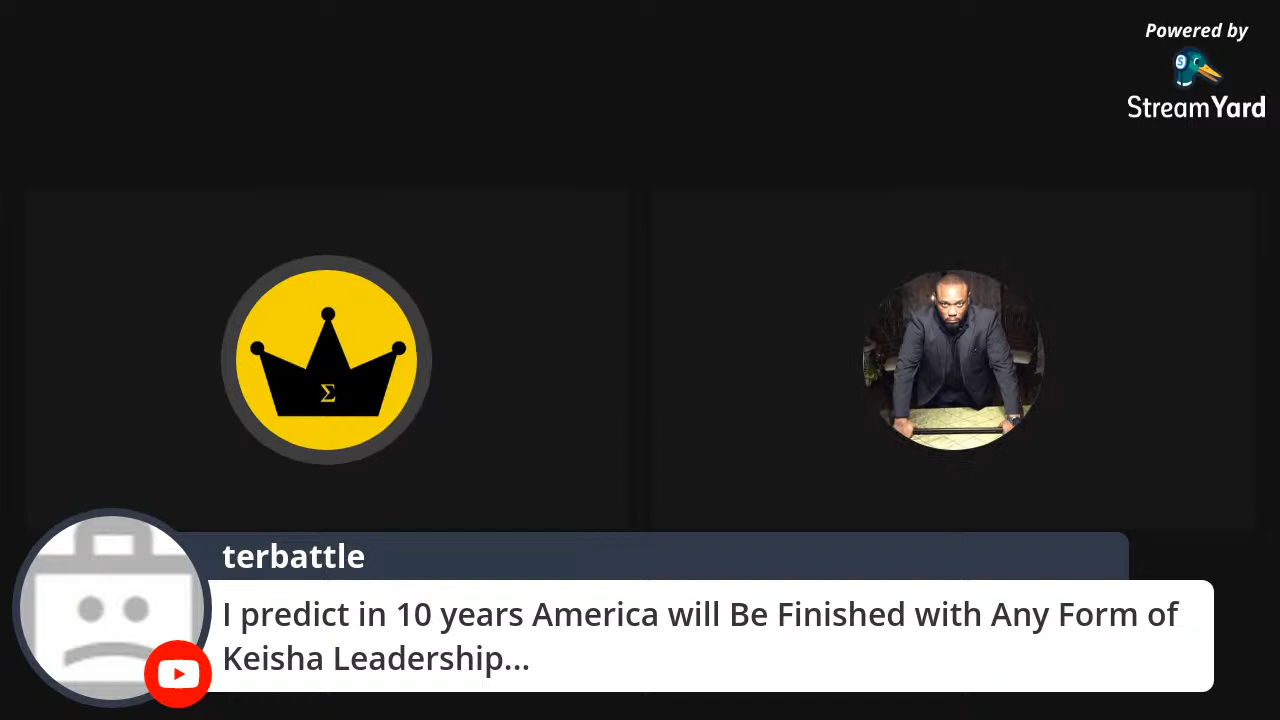 Powered by
StreamYard
Σ
terbattle
I predict in 10 years America will Be Finished with Any Form of
Keisha Leadership...